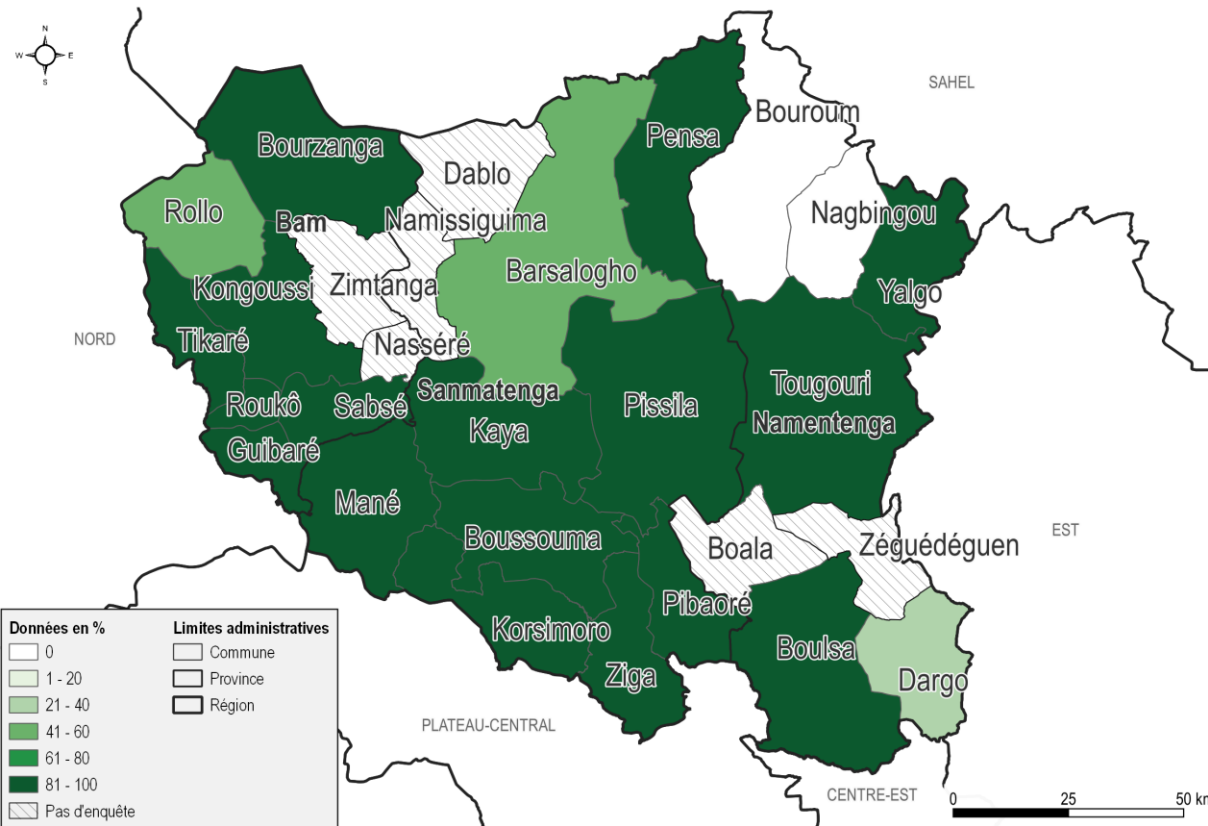 N
W E
S
SAHEL
Bouroum
Pensa
Bourzanga
Dablo
Rollo
Bam
Namissiguima
Nagbingou
Barsalogho
Kongoussi
Zimtanga
Yalgo
NORD
Tikaré
Nasséré
Sanmatenga
Tougouri
Roukô
Sabsé
Pissila
Namentenga
Kaya
Guibaré
Mané
Boussouma
Boala
Zéguédéguen
EST
Pibaoré
Korsimoro
Boulsa
Ziga
Dargo
PLATEAU-CENTRAL
CENTRE-EST
Données en %
0
1 - 20
21 - 40
41 - 60
61 - 80
81 - 100
Pas d'enquête
Limites administratives
Commune
Province
Région
0 25 50 km